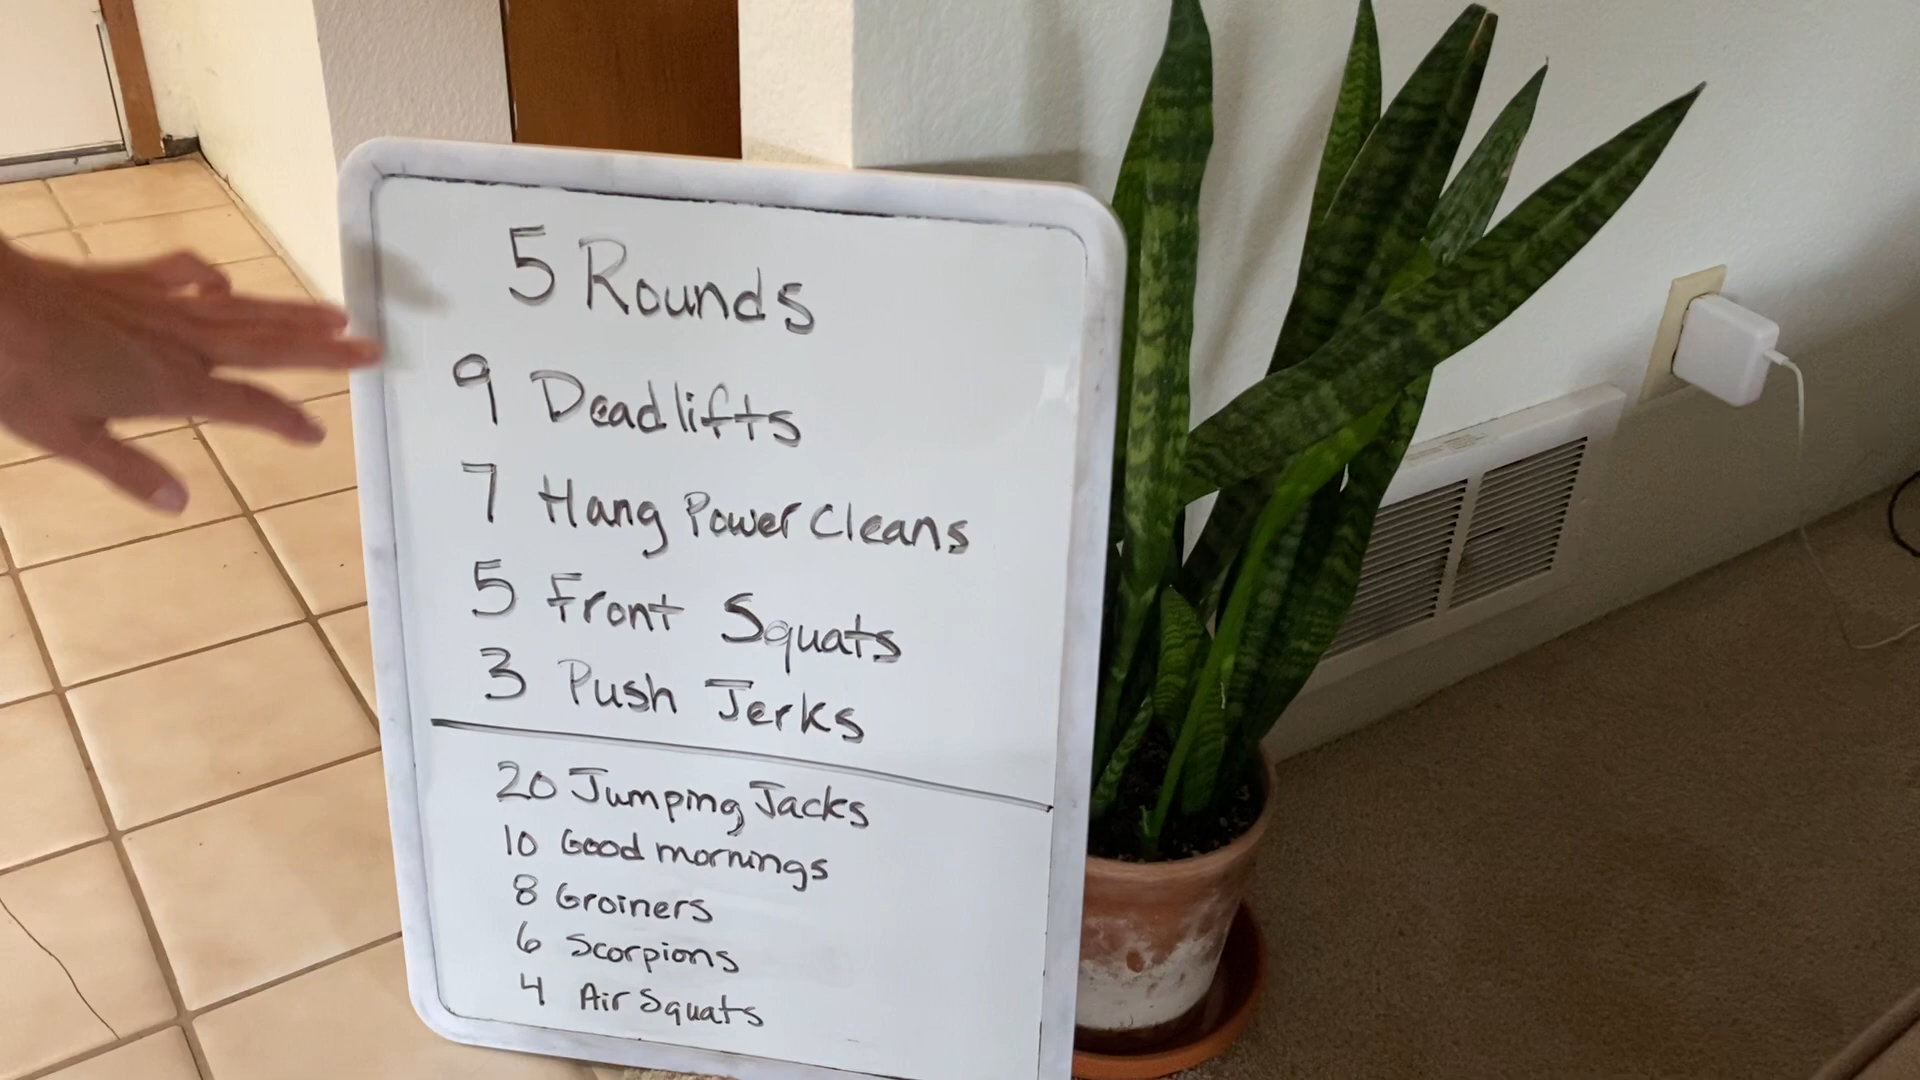 5 Rounds
9 Deadlifts
7 Hang Power Cleans
5 Front Squats
3 Push Jerks
20 Jumping Jacks
10 Good mornings
8 Groiners
6 Scorpions
4 Air Squats